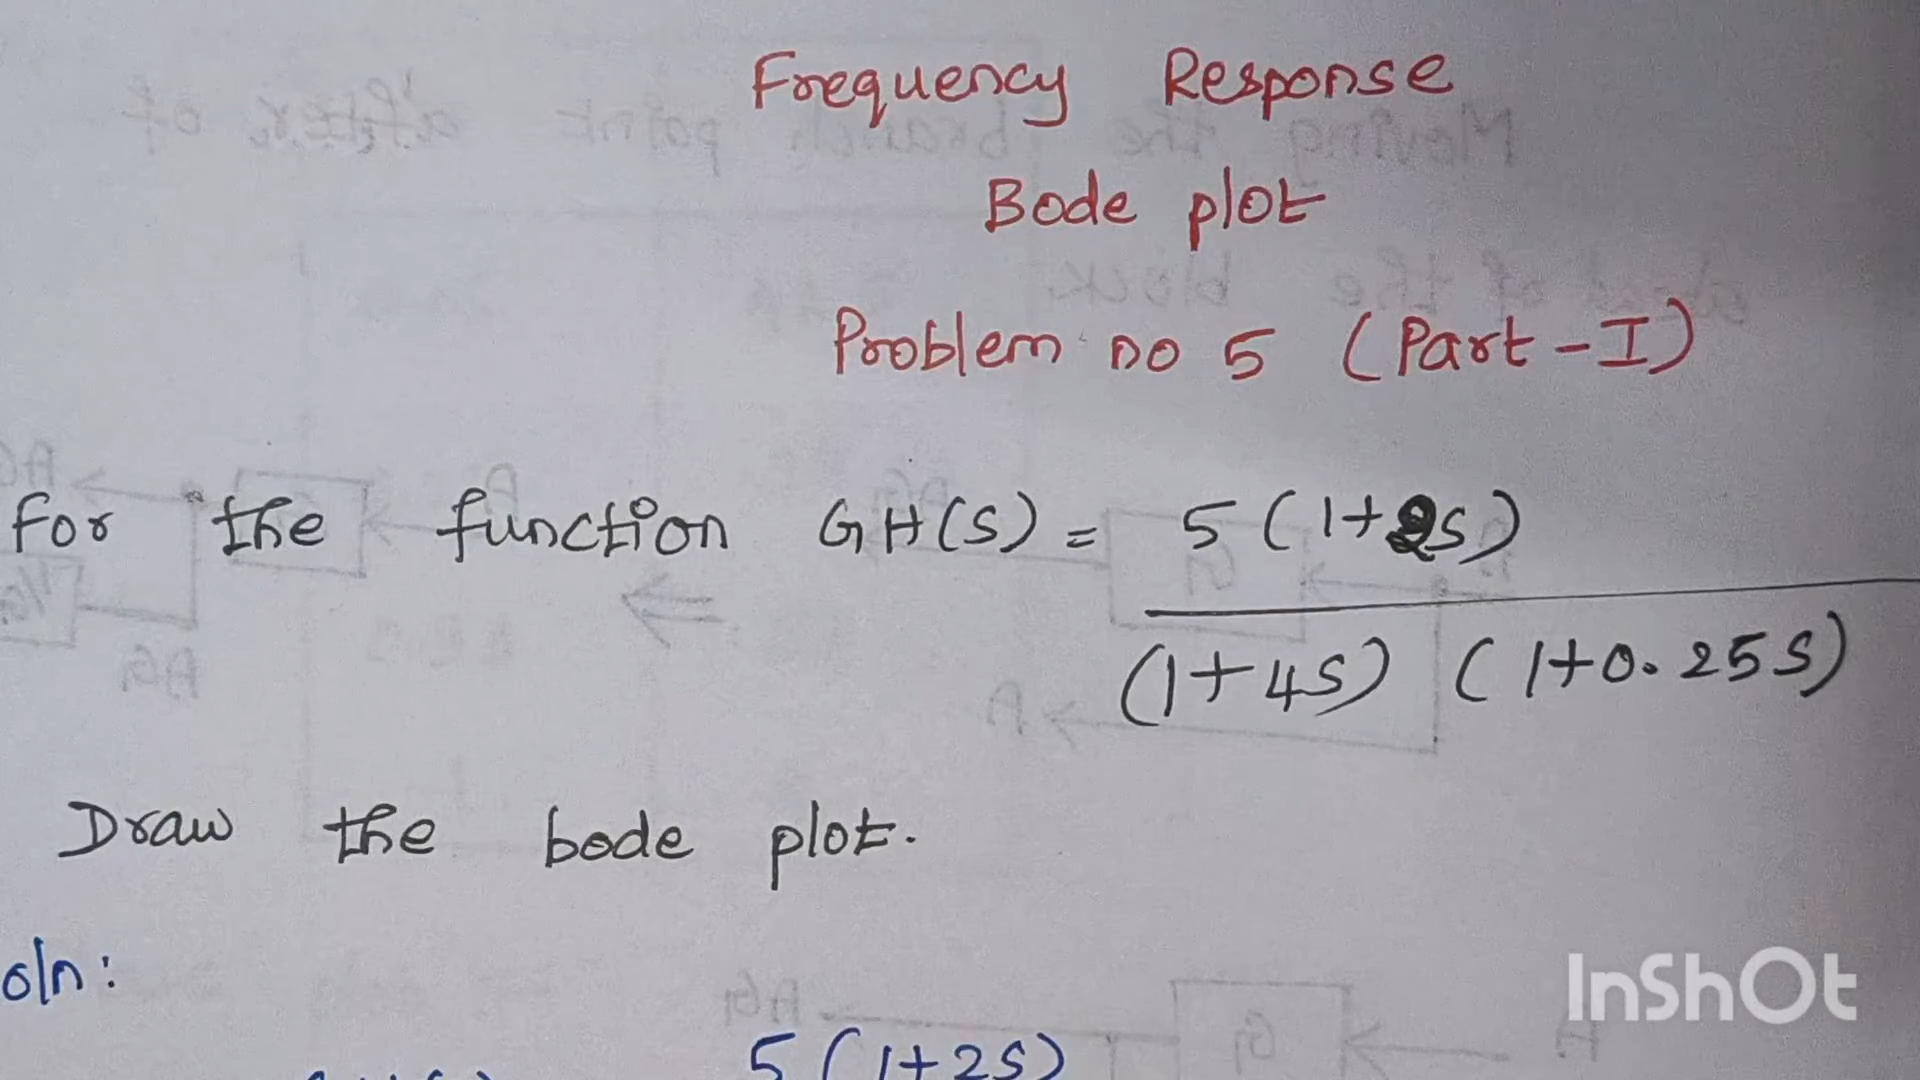 Frequency Response
Bode plot
Problem no 5 (Part-I)
For the function GH(S) = 5(1+2S)
(1+4S) (1+0.25S)
Draw the bode plot.
oln:
5(1+2S)
InShOt